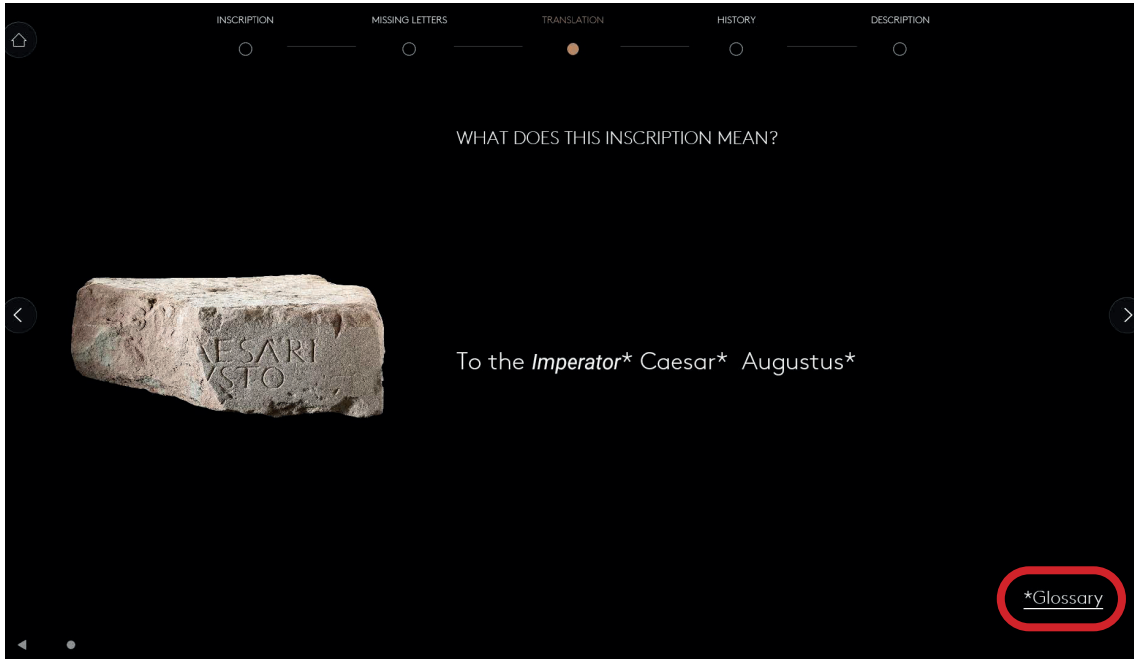 INSCRIPTION
MISSING LETTERS
TRANSLATION
HISTORY
DESCRIPTION
WHAT DOES THIS INSCRIPTION MEAN?
AESARI
VSTO
To the Imperator* Caesar* Augustus*
*Glossary